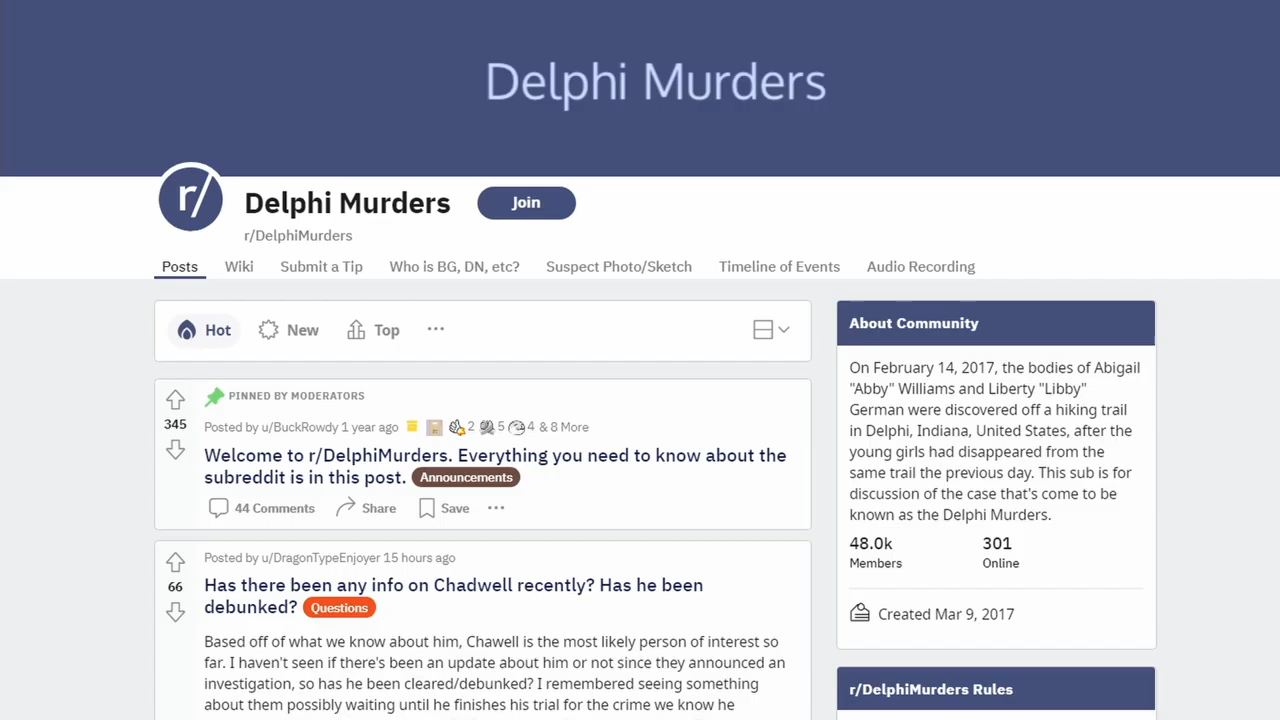 Delphi Murders
r/
Delphi Murders
Join
r/DelphiMurders
Posts
Wiki
Submit a Tip
Who is BG, DN, etc?
Suspect Photo/Sketch
Timeline of Events
Audio Recording
Hot
New
Top
PINNED BY MODERATORS
345
Posted by u/BuckRowdy 1 year ago
2
5
4
& 8 More
Welcome to r/DelphiMurders. Everything you need to know about the
subreddit is in this post. Announcements
44 Comments
Share
Save
Posted by u/DragonTypeEnjoyer 15 hours ago
66
Has there been any info on Chadwell recently? Has he been
debunked? Questions
Based off of what we know about him, Chawell is the most likely person of interest so
far. I haven't seen if there's been an update about him or not since they announced an
investigation, so has he been cleared/debunked? I remembered seeing something
about them possibly waiting until he finishes his trial for the crime we know he
About Community
On February 14, 2017, the bodies of Abigail
"Abby" Williams and Liberty "Libby"
German were discovered off a hiking trail
in Delphi, Indiana, United States, after the
young girls had disappeared from the
same trail the previous day. This sub is for
discussion of the case that's come to be
known as the Delphi Murders.
48.0k
301
Members
Online
Created Mar 9, 2017
r/DelphiMurders Rules